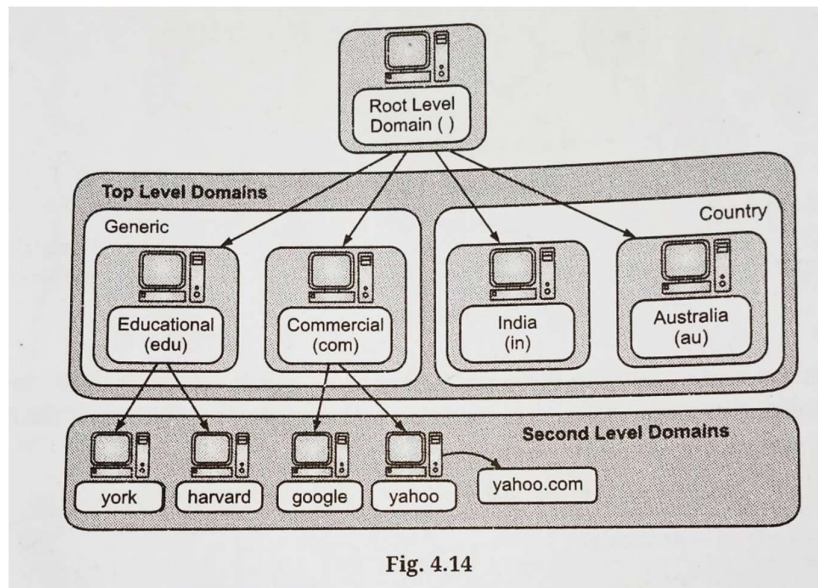 Root Level
Domain ( )
Top Level Domains
Generic
Country
Educational
(edu)
Commercial
(com)
India
(in)
Australia
(au)
Second Level Domains
york
harvard
google
yahoo
yahoo.com
Fig. 4.14